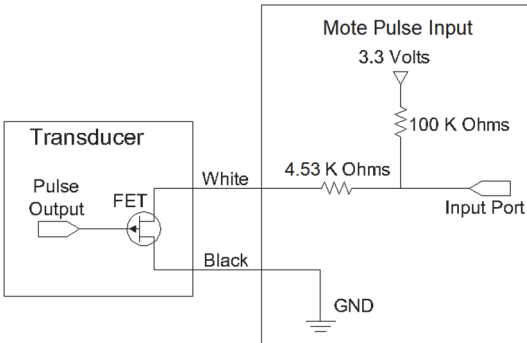 Mote Pulse Input
3.3 Volts
100 K Ohms
Transducer
4.53 K Ohms
White
Pulse
Output
FET
Input Port
Black
GND